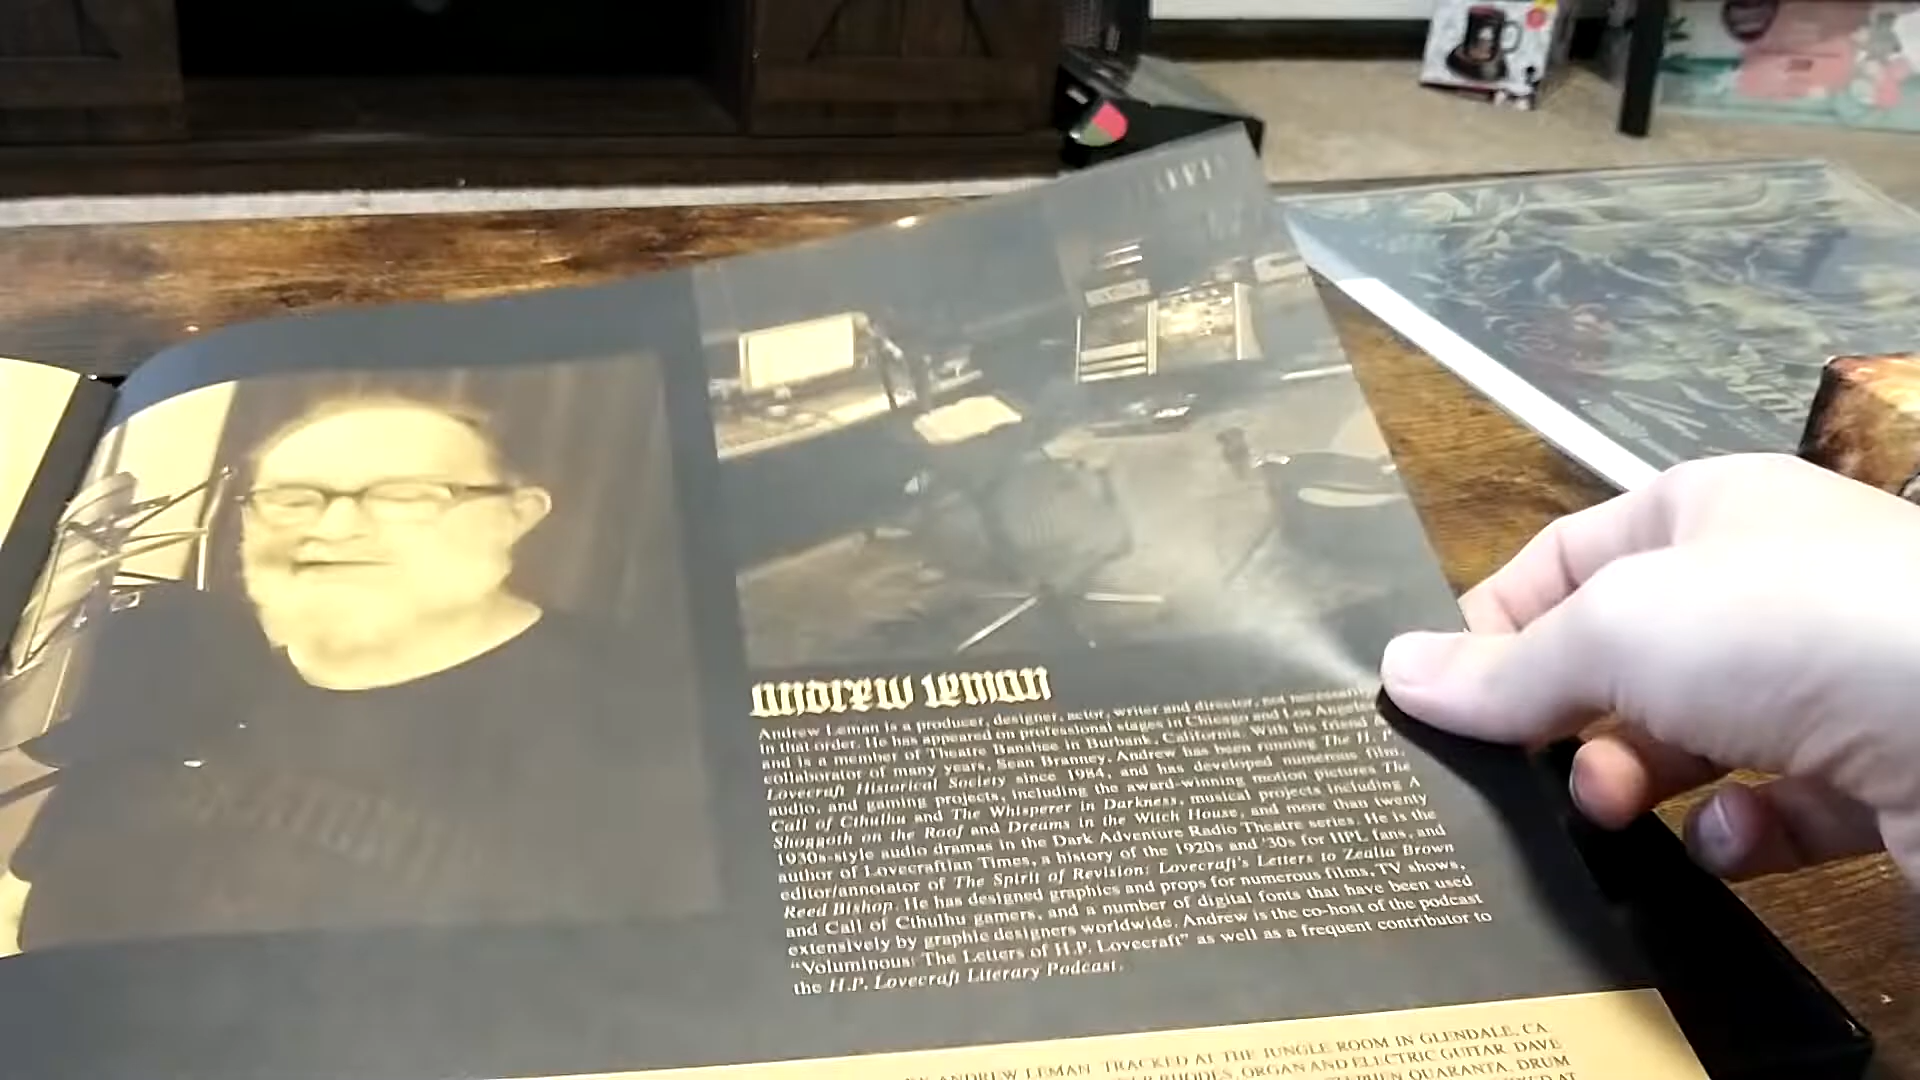 andrew leman
Andrew Leman is a producer, designer, actor, writer and director, not necessarily
in that order. He has appeared on professional stages in Chicago and Los Angeles
and is a member of Theatre Banshee in Burbank, California. With his friend
collaborator of many years, Sean Branney, Andrew has been running The H. P.
Lovecraft Historical Society since 1984, and has developed numerous film,
audio, and gaming projects, including the award-winning motion pictures The
Call of Cthulhu and The Whisperer in Darkness, musical projects including A
Shoggoth on the Roof and Dreams in the Witch House, and more than twenty
1930s-style audio dramas in the Dark Adventure Radio Theatre series. He is the
author of Lovecraftian Times, a history of the 1920s and '30s for HPL fans, and
editor/annotator of The Spirit of Revision: Lovecraft's Letters to Zealia Brown
Reed Bishop. He has designed graphics and props for numerous films, TV shows,
and Call of Cthulhu gamers, and a number of digital fonts that have been used
extensively by graphic designers worldwide. Andrew is the co-host of the podcast
"Voluminous: The Letters of H.P. Lovecraft" as well as a frequent contributor to
the H.P. Lovecraft Literary Podcast.
ANDREW LEMAN TRACKED AT THE JUNGLE ROOM IN GLENDALE, CA
RHODES, ORGAN AND ELECTRIC GUITAR DAVE
QUARANTA, DRUM
AT